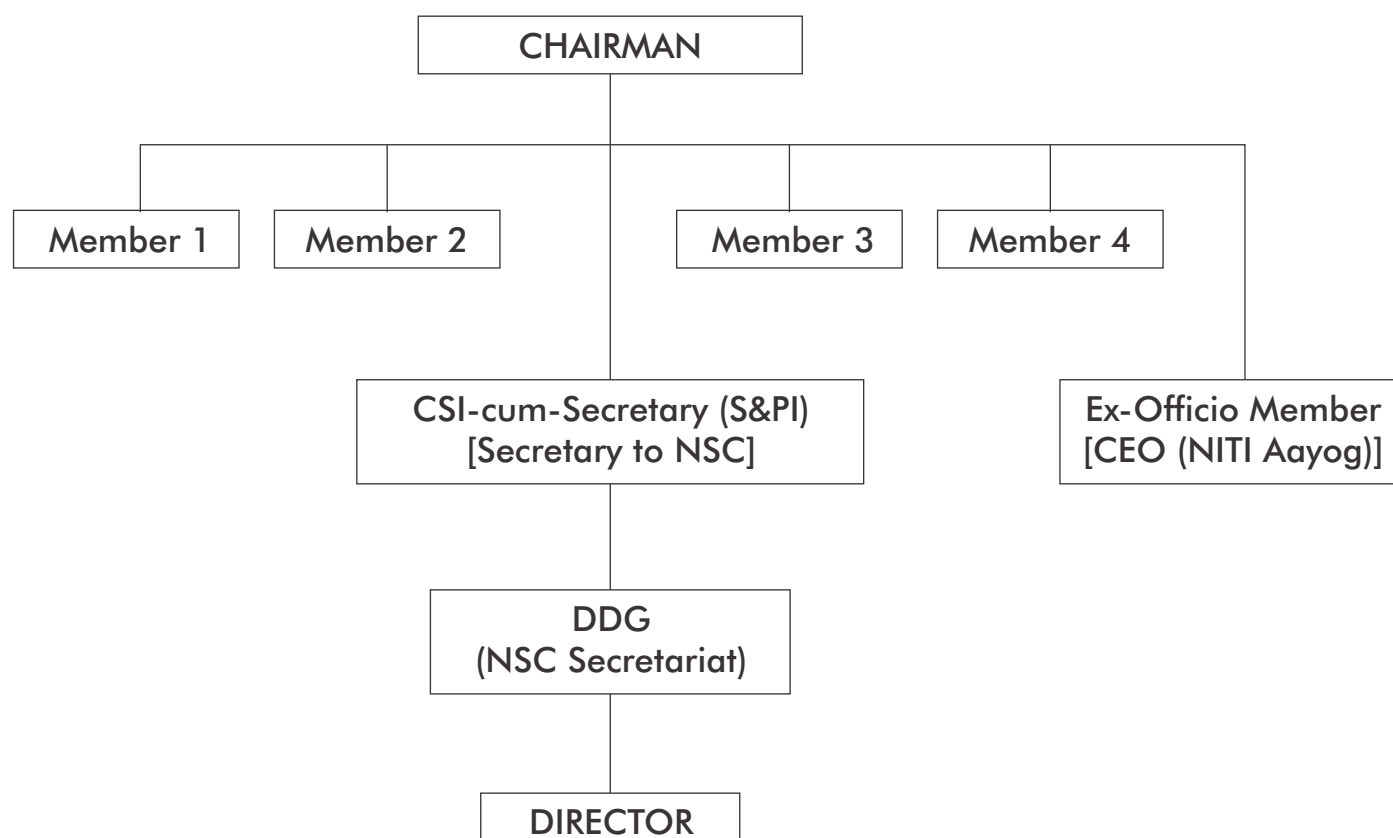 CHAIRMAN
Member 1
Member 2
Member 3
Member 4
CSI-cum-Secretary (S&PI)
[Secretary to NSC]
Ex-Officio Member
[CEO (NITI Aayog)]
DDG
(NSC Secretariat)
DIRECTOR